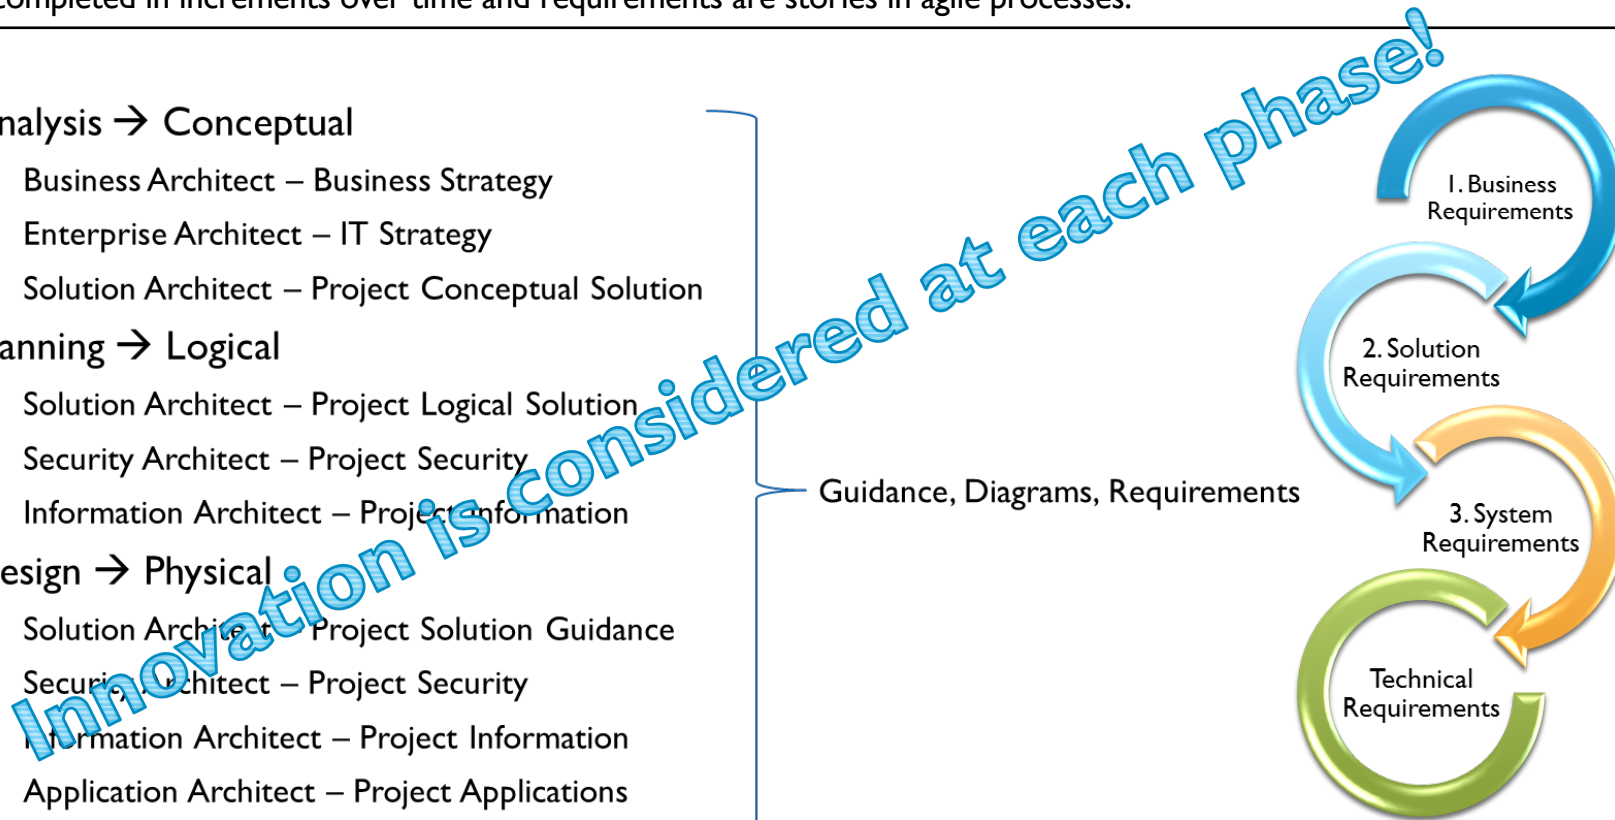 completed in increments over time and requirements are stories in agile processes.
nalysis → Conceptual
Business Architect – Business Strategy
Enterprise Architect – IT Strategy
Solution Architect – Project Conceptual Solution
anning → Logical
Solution Architect – Project Logical Solution
Security Architect – Project Security
Information Architect – Project Information
esign → Physical
Solution Architect – Project Solution Guidance
Security Architect – Project Security
Information Architect – Project Information
Application Architect – Project Applications
Innovation is considered at each phase!
Guidance, Diagrams, Requirements
1. Business
Requirements
2. Solution
Requirements
3. System
Requirements
Technical
Requirements